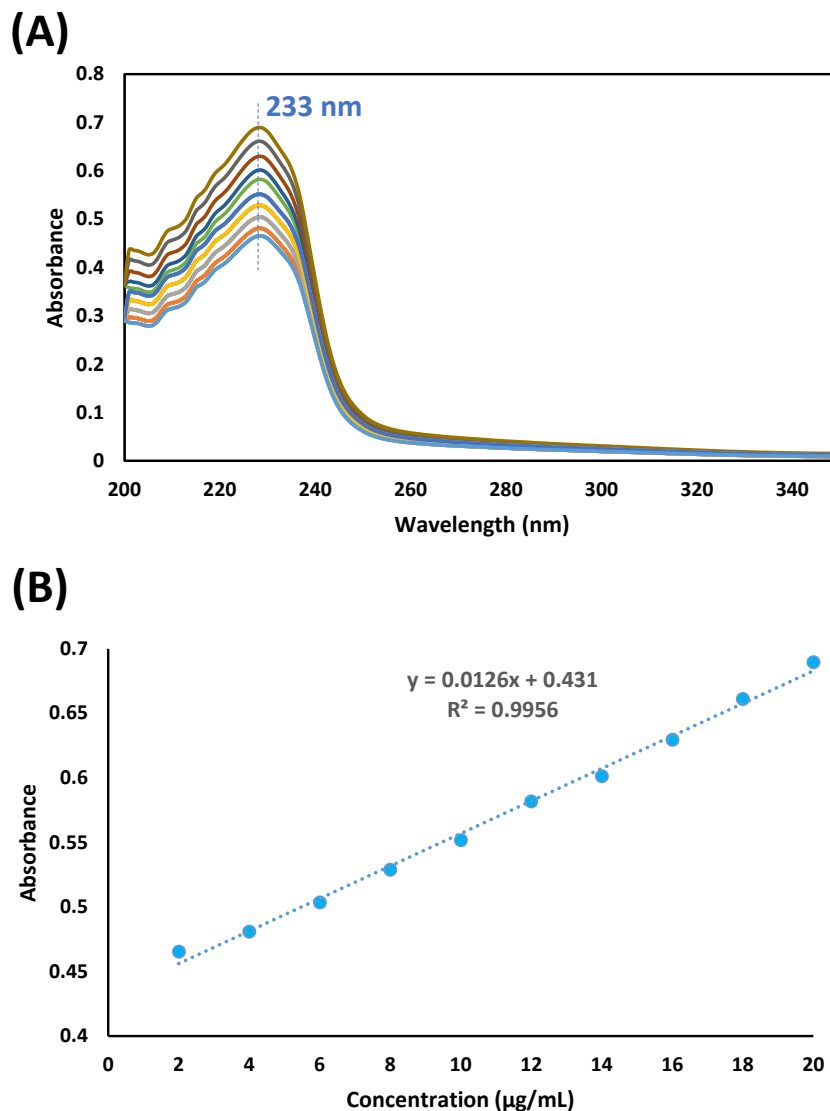 (A)
0.8
0.7
0.6
0.5
0.4
0.3
0.2
0.1
0
Absorbance
233 nm
200 220 240 260 280 300 320 340
Wavelength (nm)
(B)
0.7
0.65
0.6
0.55
0.5
0.45
0.4
Absorbance
y = 0.0126x + 0.431
R² = 0.9956
0 2 4 6 8 10 12 14 16 18 20
Concentration (µg/mL)